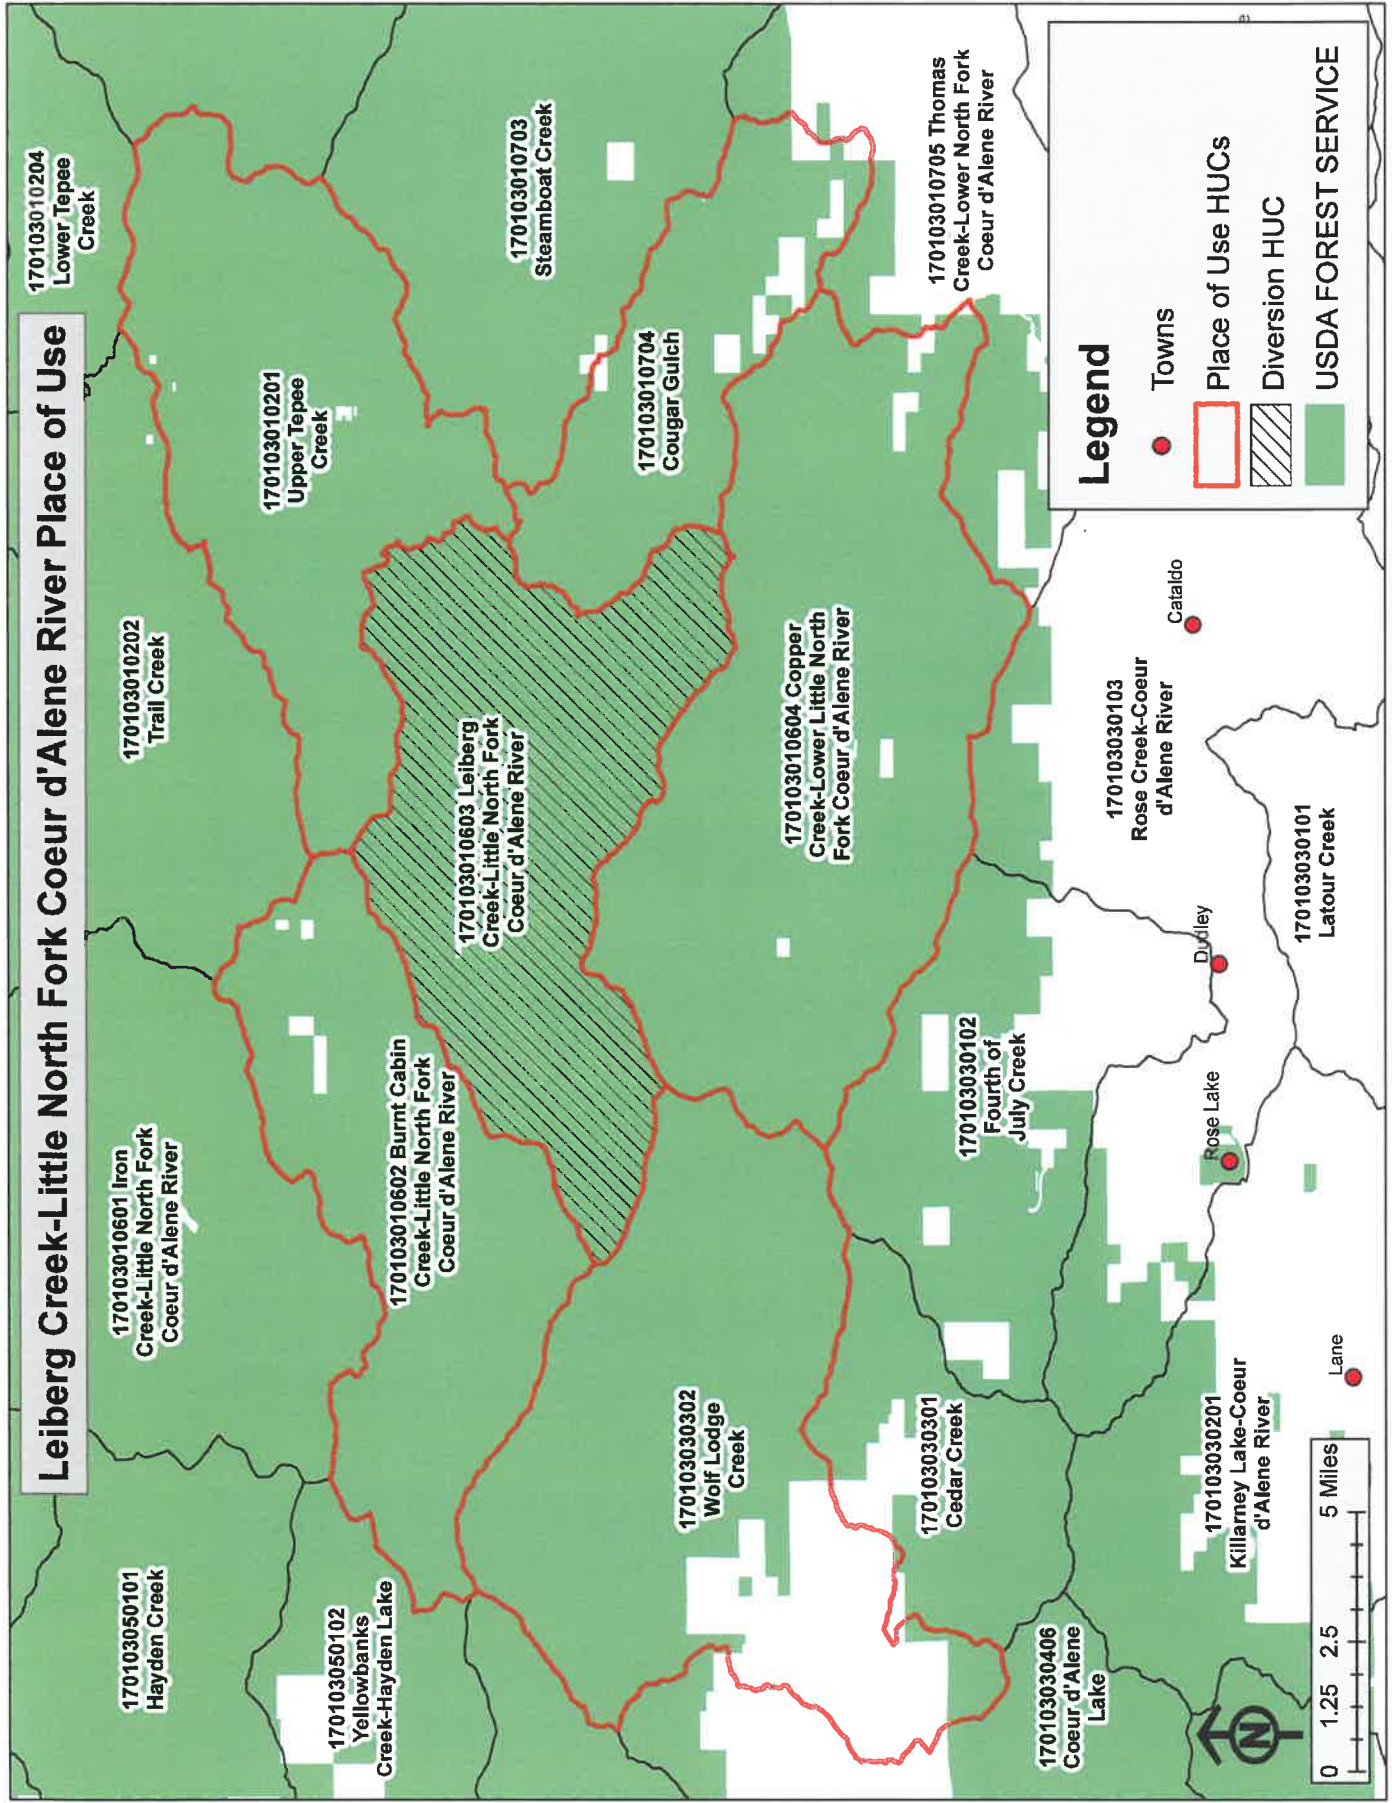 Leiberg Creek-Little North Fork Coeur d'Alene River Place of Use
170103010204
Lower Tepee
Creek
170103010202
Trail Creek
170103010601 Iron
Creek-Little North Fork
Coeur d'Alene River
170103050101
Hayden Creek
170103010201
Upper Tepee
Creek
170103050102
Yellowbanks
Creek-Hayden Lake
170103010602 Burnt Cabin
Creek-Little North Fork
Coeur d'Alene River
170103010603 Leiberg
Creek-Little North Fork
Coeur d'Alene River
170103010703
Steamboat Creek
170103010704
Cougar Gulch
170103030302
Wolf Lodge
Creek
170103010604 Copper
Creek-Lower Little North
Fork Coeur d'Alene River
170103010705 Thomas
Creek-Lower North Fork
Coeur d'Alene River
170103030301
Cedar Creek
170103030102
Fourth of
July Creek
170103030406
Coeur d'Alene
Lake
170103030103
Rose Creek-Coeur
d'Alene River
Cataldo
Dudley
Rose Lake
170103030201
Killarney Lake-Coeur
d'Alene River
170103030101
Latour Creek
Lane
Legend
Towns
Place of Use HUCs
Diversion HUC
USDA FOREST SERVICE
N
0 1.25 2.5 5 Miles